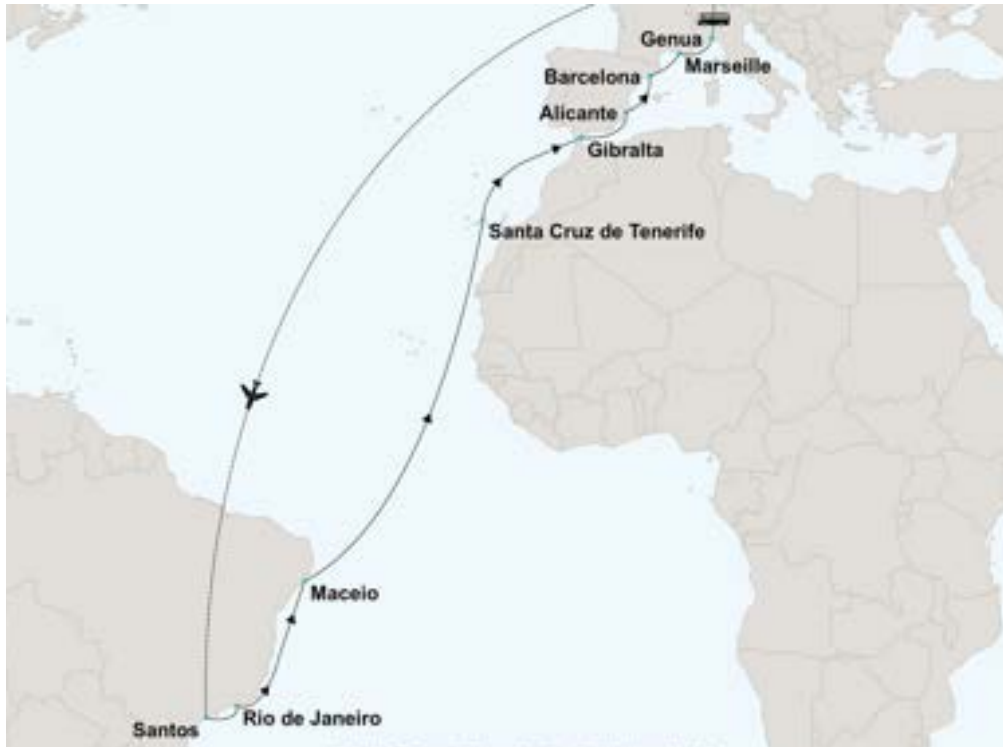 Genua
Marseille
Barcelona
Alicante
Gibralta
Santa Cruz de Tenerife
Maceio
Rio de Janeiro
Santos